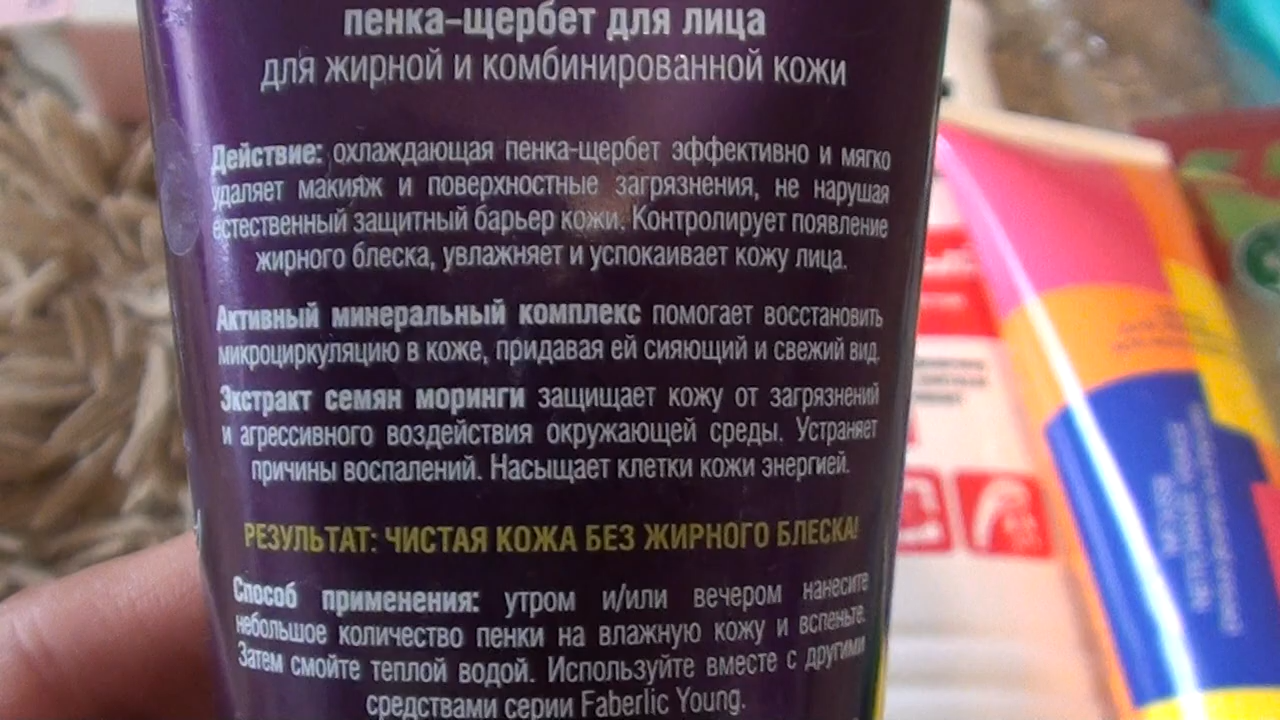 пенка-щербет для лица
для жирной и комбинированной кожи
Действие: охлаждающая пенка-щербет эффективно и мягко
удаляет макияж и поверхностные загрязнения, не нарушая
естественный защитный барьер кожи. Контролирует появление
жирного блеска, увлажняет и успокаивает кожу лица.
Активный минеральный комплекс помогает восстановить
микроциркуляцию в коже, придавая ей сияющий и свежий вид.
Экстракт семян моринги защищает кожу от загрязнений
и агрессивного воздействия окружающей среды. Устраняет
причины воспалений. Насыщает клетки кожи энергией.
РЕЗУЛЬТАТ: ЧИСТАЯ КОЖА БЕЗ ЖИРНОГО БЛЕСКА!
Способ применения: утром и/или вечером нанесите
небольшое количество пенки на влажную кожу и вспеньте.
Затем смойте теплой водой. Используйте вместе с другими
средствами серии Faberlic Young.